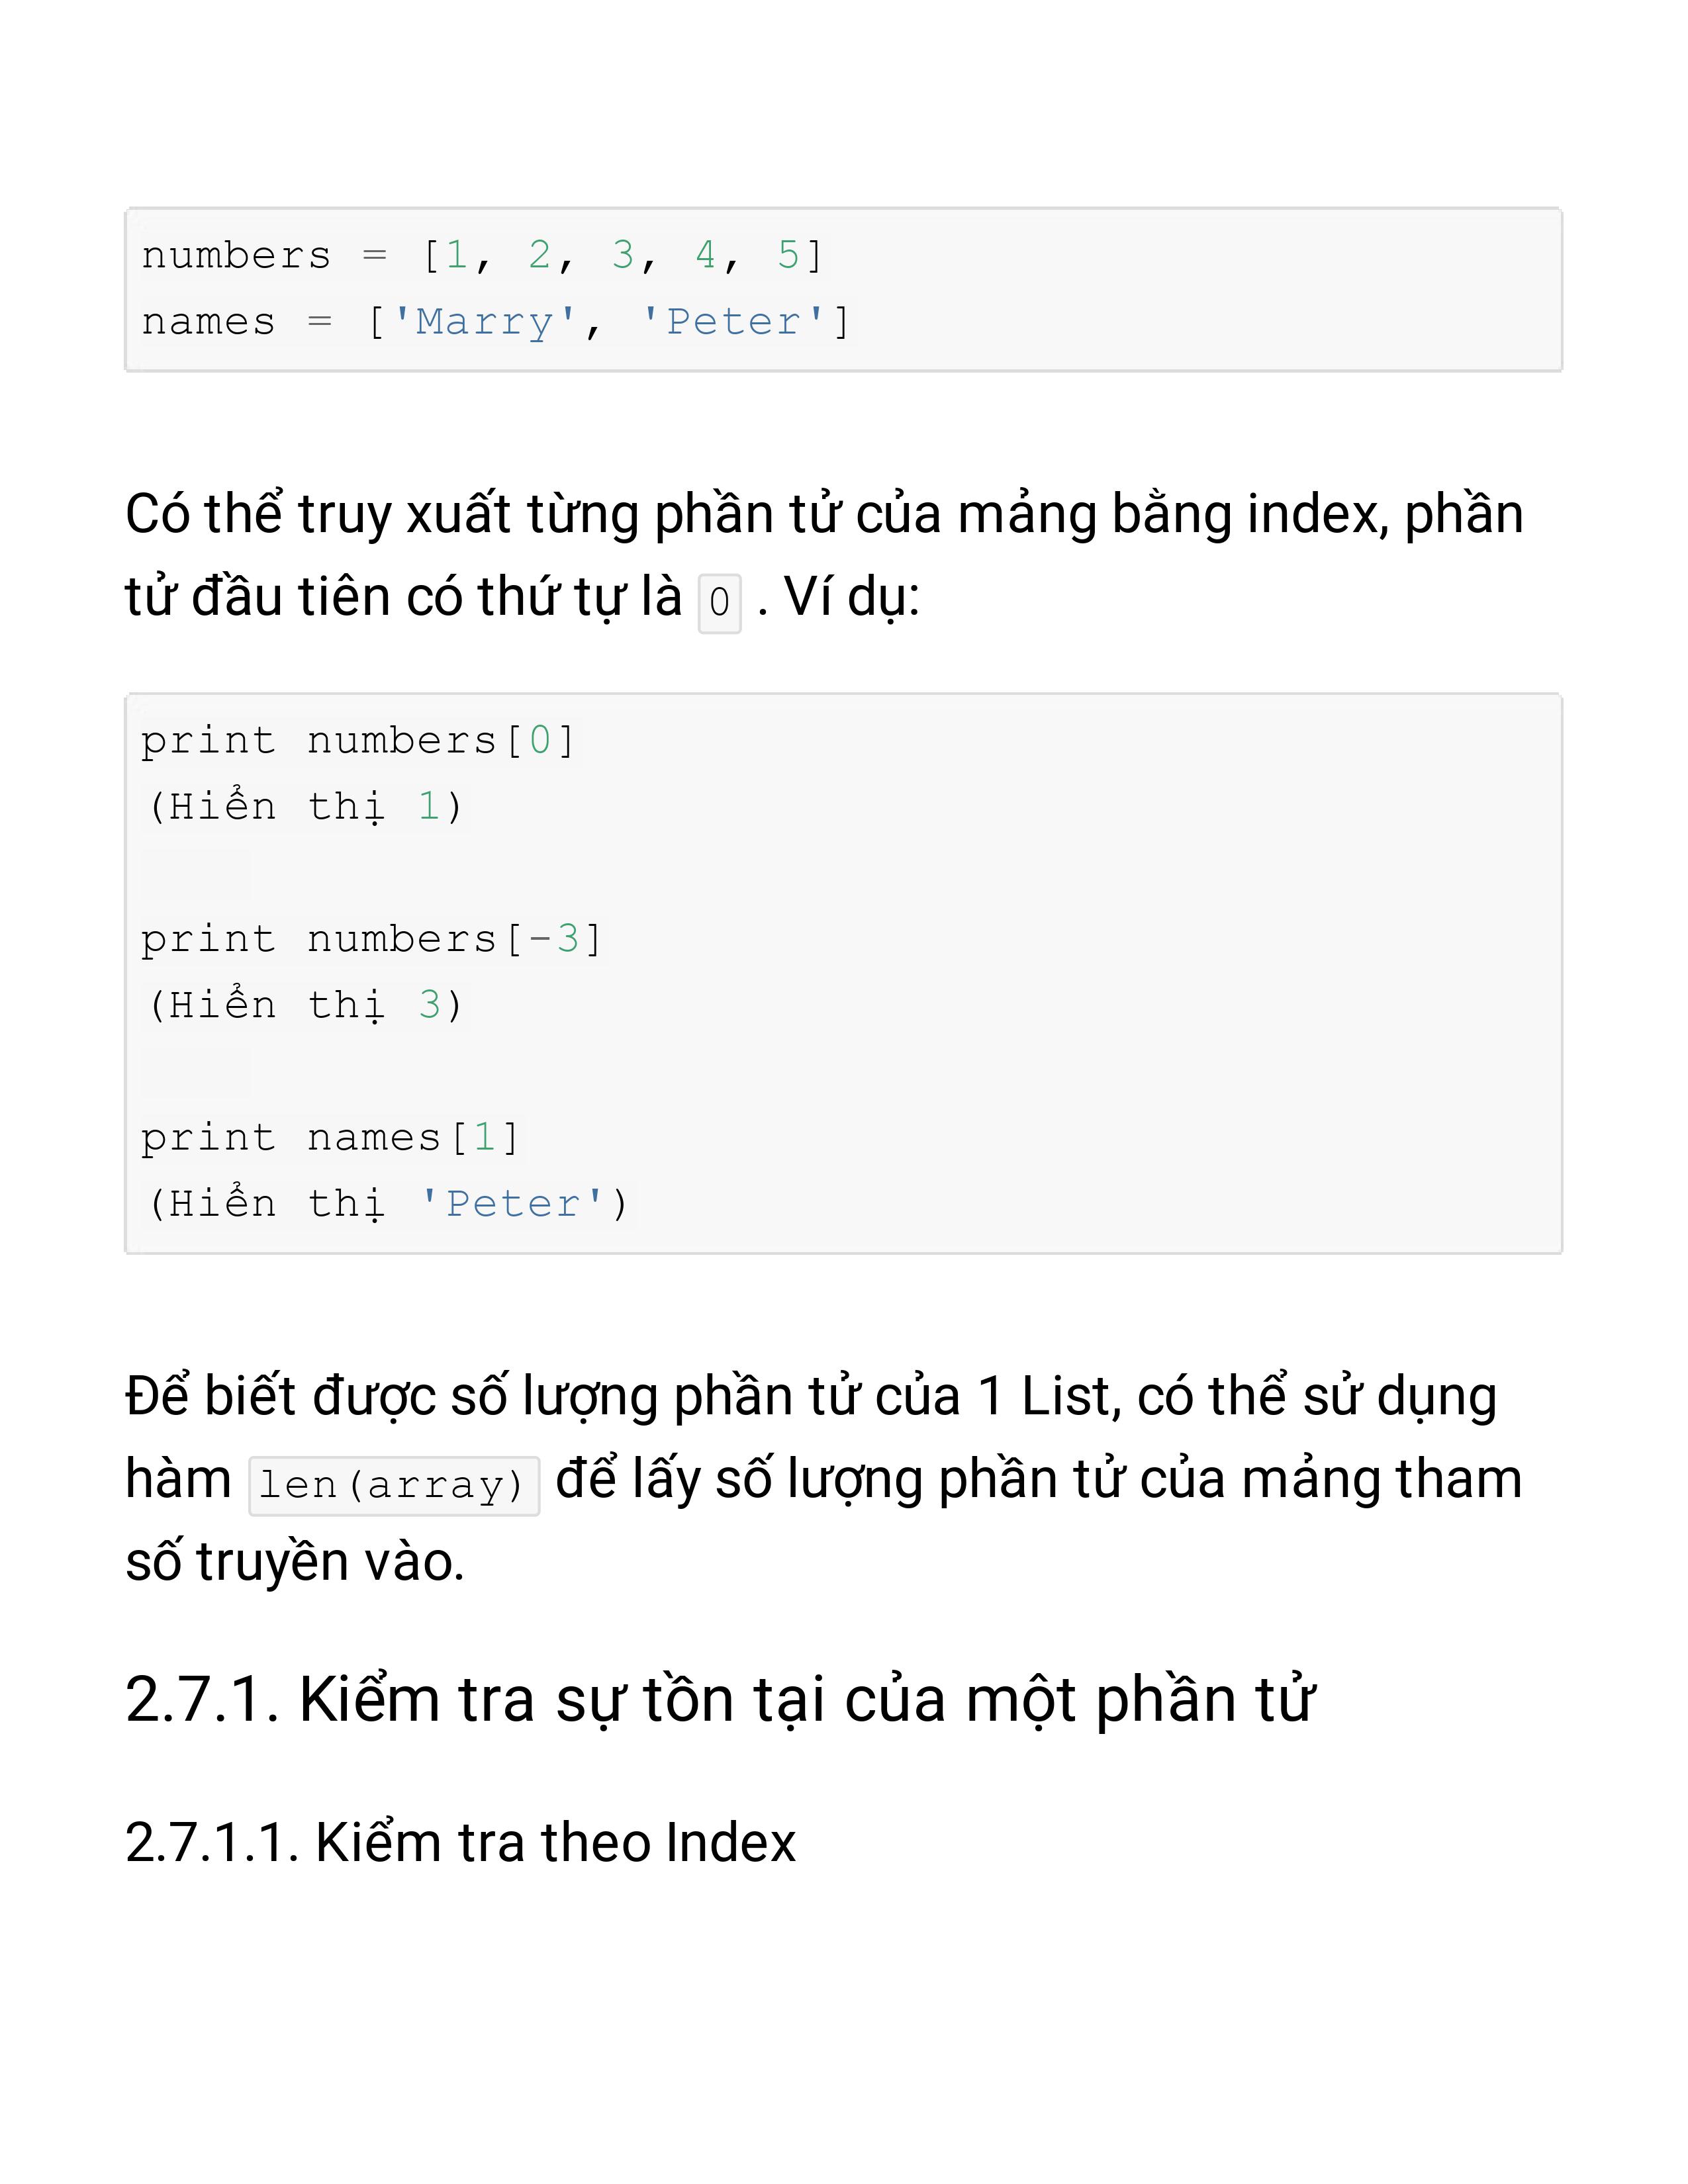 numbers = [1, 2, 3, 4, 5]
names = ['Marry', 'Peter']
Có thể truy xuất từng phần tử của mảng bằng index, phần
tử đầu tiên có thứ tự là 0 . Ví dụ:
print numbers[0]
(Hiển thị 1)
print numbers[-3]
(Hiển thị 3)
print names[1]
(Hiển thị 'Peter')
Để biết được số lượng phần tử của 1 List, có thể sử dụng
hàm len(array) để lấy số lượng phần tử của mảng tham
số truyền vào.
2.7.1. Kiểm tra sự tồn tại của một phần tử
2.7.1.1. Kiểm tra theo Index